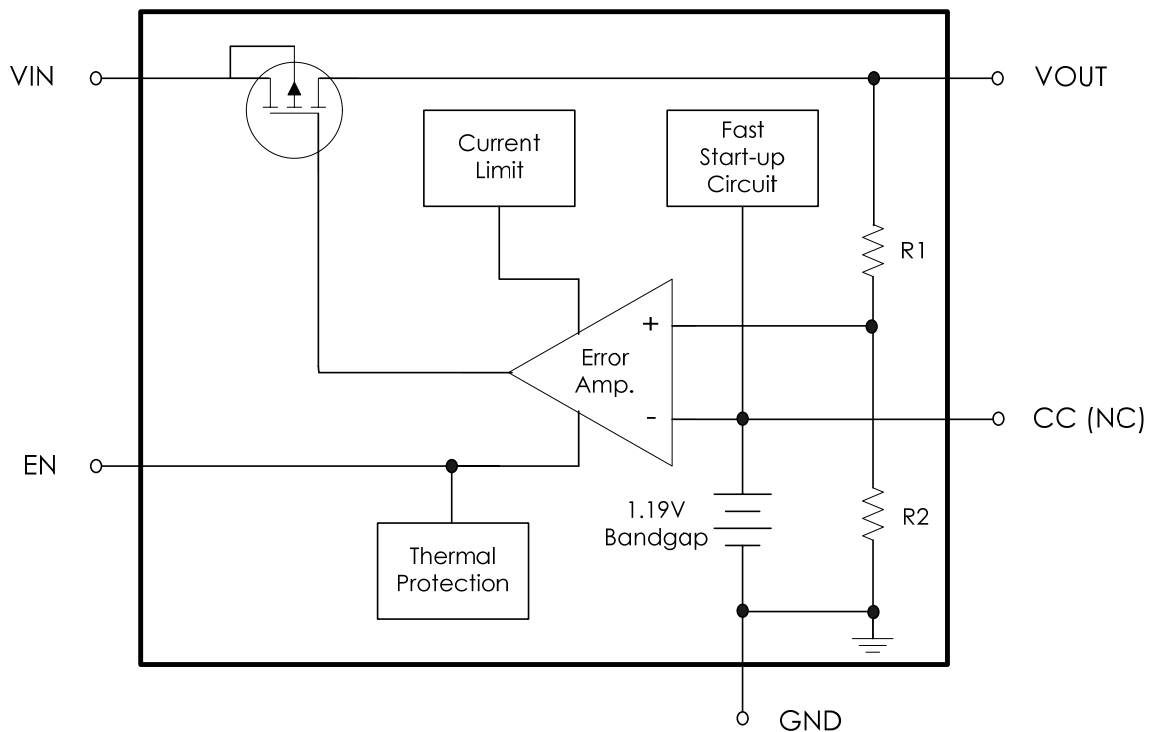 VIN
VOUT
Current
Limit
Fast
Start-up
Circuit
R1
+
Error
Amp.
-
CC (NC)
EN
1.19V
Bandgap
R2
Thermal
Protection
GND